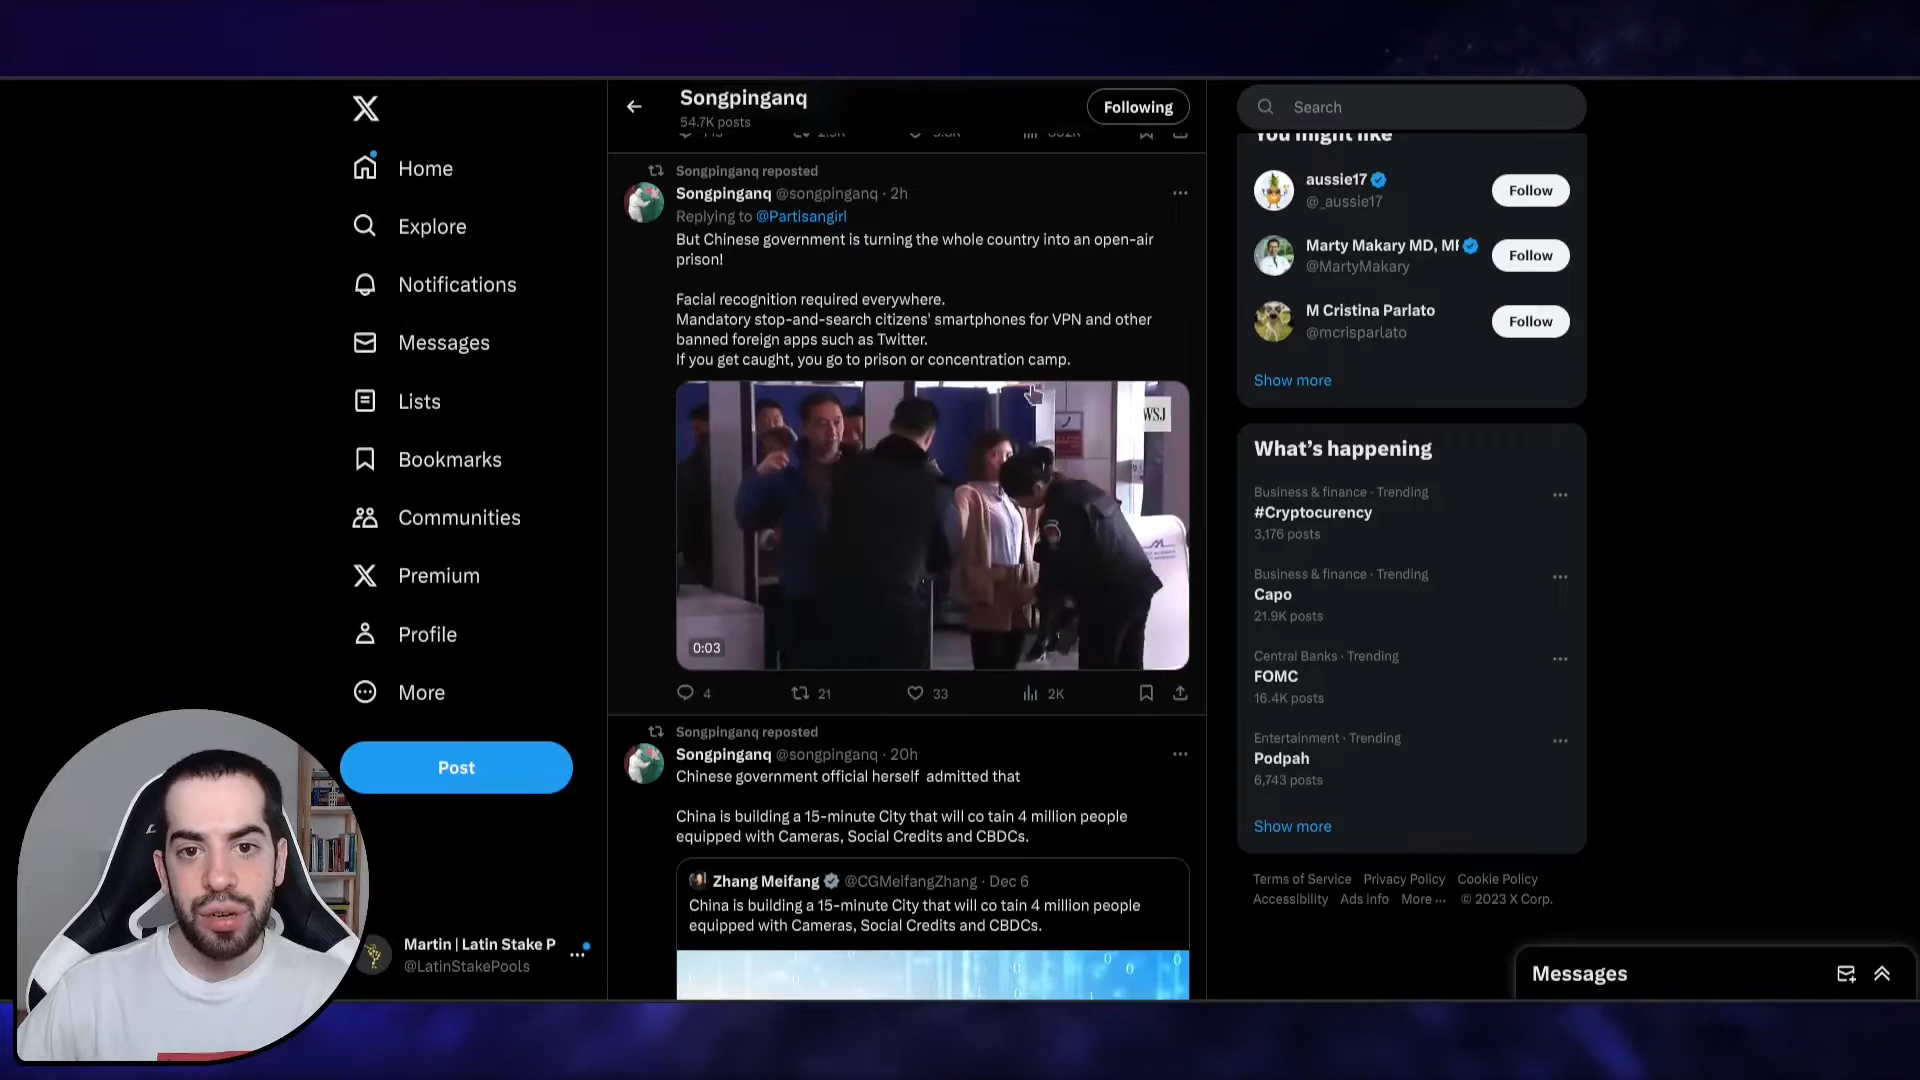 Home
Explore
Notifications
Messages
Lists
Bookmarks
Communities
Premium
Profile
More
Post
Martin | Latin Stake P
@LatinStakePools
Songpinganq
54.7K posts
Following
Songpinganq reposted
Songpinganq @songpinganq · 2h
Replying to @Partisangirl
But Chinese government is turning the whole country into an open-air
prison!
Facial recognition required everywhere.
Mandatory stop-and-search citizens' smartphones for VPN and other
banned foreign apps such as Twitter.
If you get caught, you go to prison or concentration camp.
WSJ
0:03
4
21
33
2K
Songpinganq reposted
Songpinganq @songpinganq · 20h
Chinese government official herself admitted that
China is building a 15-minute City that will co tain 4 million people
equipped with Cameras, Social Credits and CBDCs.
Zhang Meifang @CGMeifangZhang · Dec 6
China is building a 15-minute City that will co tain 4 million people
equipped with Cameras, Social Credits and CBDCs.
Search
You might like
aussie17
@_aussie17
Follow
Marty Makary MD, MI
@MartyMakary
Follow
M Cristina Parlato
@mcrisparlato
Follow
Show more
What's happening
Business & finance · Trending
#Cryptocurency
3,176 posts
Business & finance · Trending
Capo
21.9K posts
Central Banks · Trending
FOMC
16.4K posts
Entertainment · Trending
Podpah
6,743 posts
Show more
Terms of Service Privacy Policy Cookie Policy
Accessibility Ads info More ··· © 2023 X Corp.
Messages